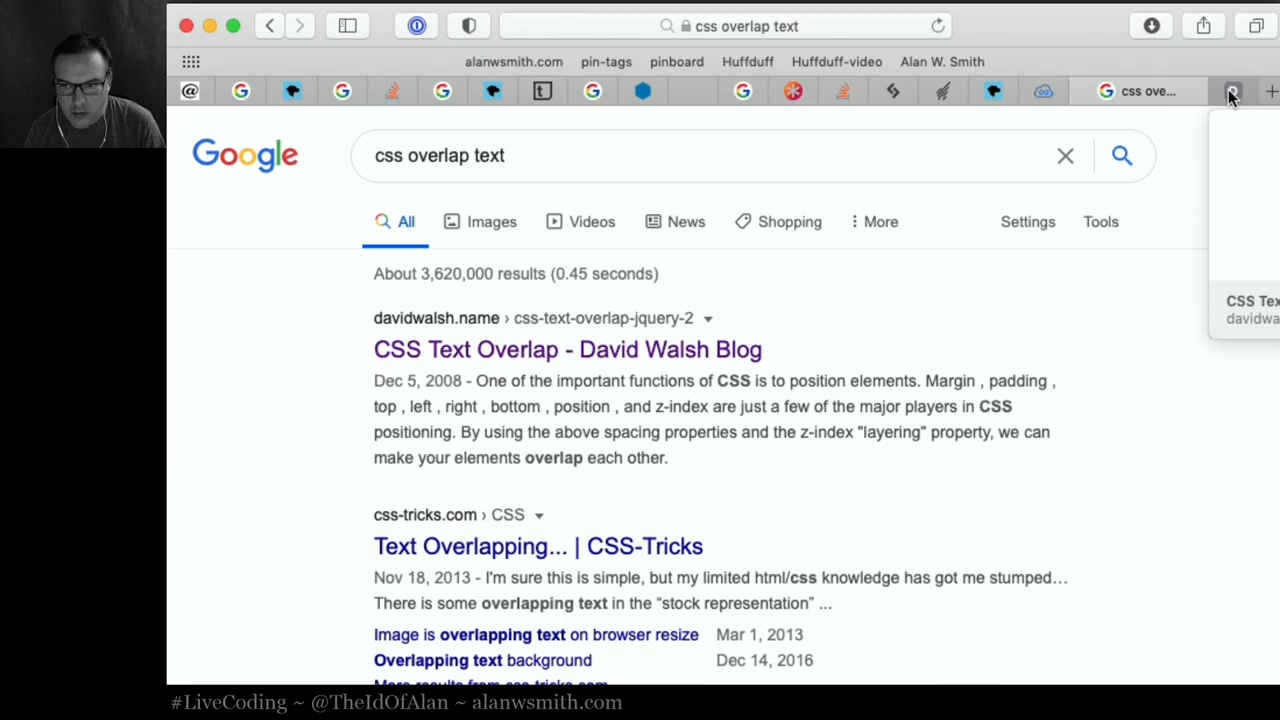 css overlap text
alanwsmith.com pin-tags pinboard Huffduff Huffduff-video Alan W. Smith
css ove...
Google
css overlap text
All Images Videos News Shopping More Settings Tools
About 3,620,000 results (0.45 seconds)
CSS Tex
davidwa
davidwalsh.name › css-text-overlap-jquery-2
CSS Text Overlap - David Walsh Blog
Dec 5, 2008 - One of the important functions of CSS is to position elements. Margin , padding ,
top , left , right , bottom , position , and z-index are just a few of the major players in CSS
positioning. By using the above spacing properties and the z-index "layering" property, we can
make your elements overlap each other.
css-tricks.com › CSS
Text Overlapping... | CSS-Tricks
Nov 18, 2013 - I'm sure this is simple, but my limited html/css knowledge has got me stumped…
There is some overlapping text in the “stock representation” ...
Image is overlapping text on browser resize Mar 1, 2013
Overlapping text background Dec 14, 2016
More results from css-tricks.com
#LiveCoding ~ @TheIdOfAlan ~ alanwsmith.com